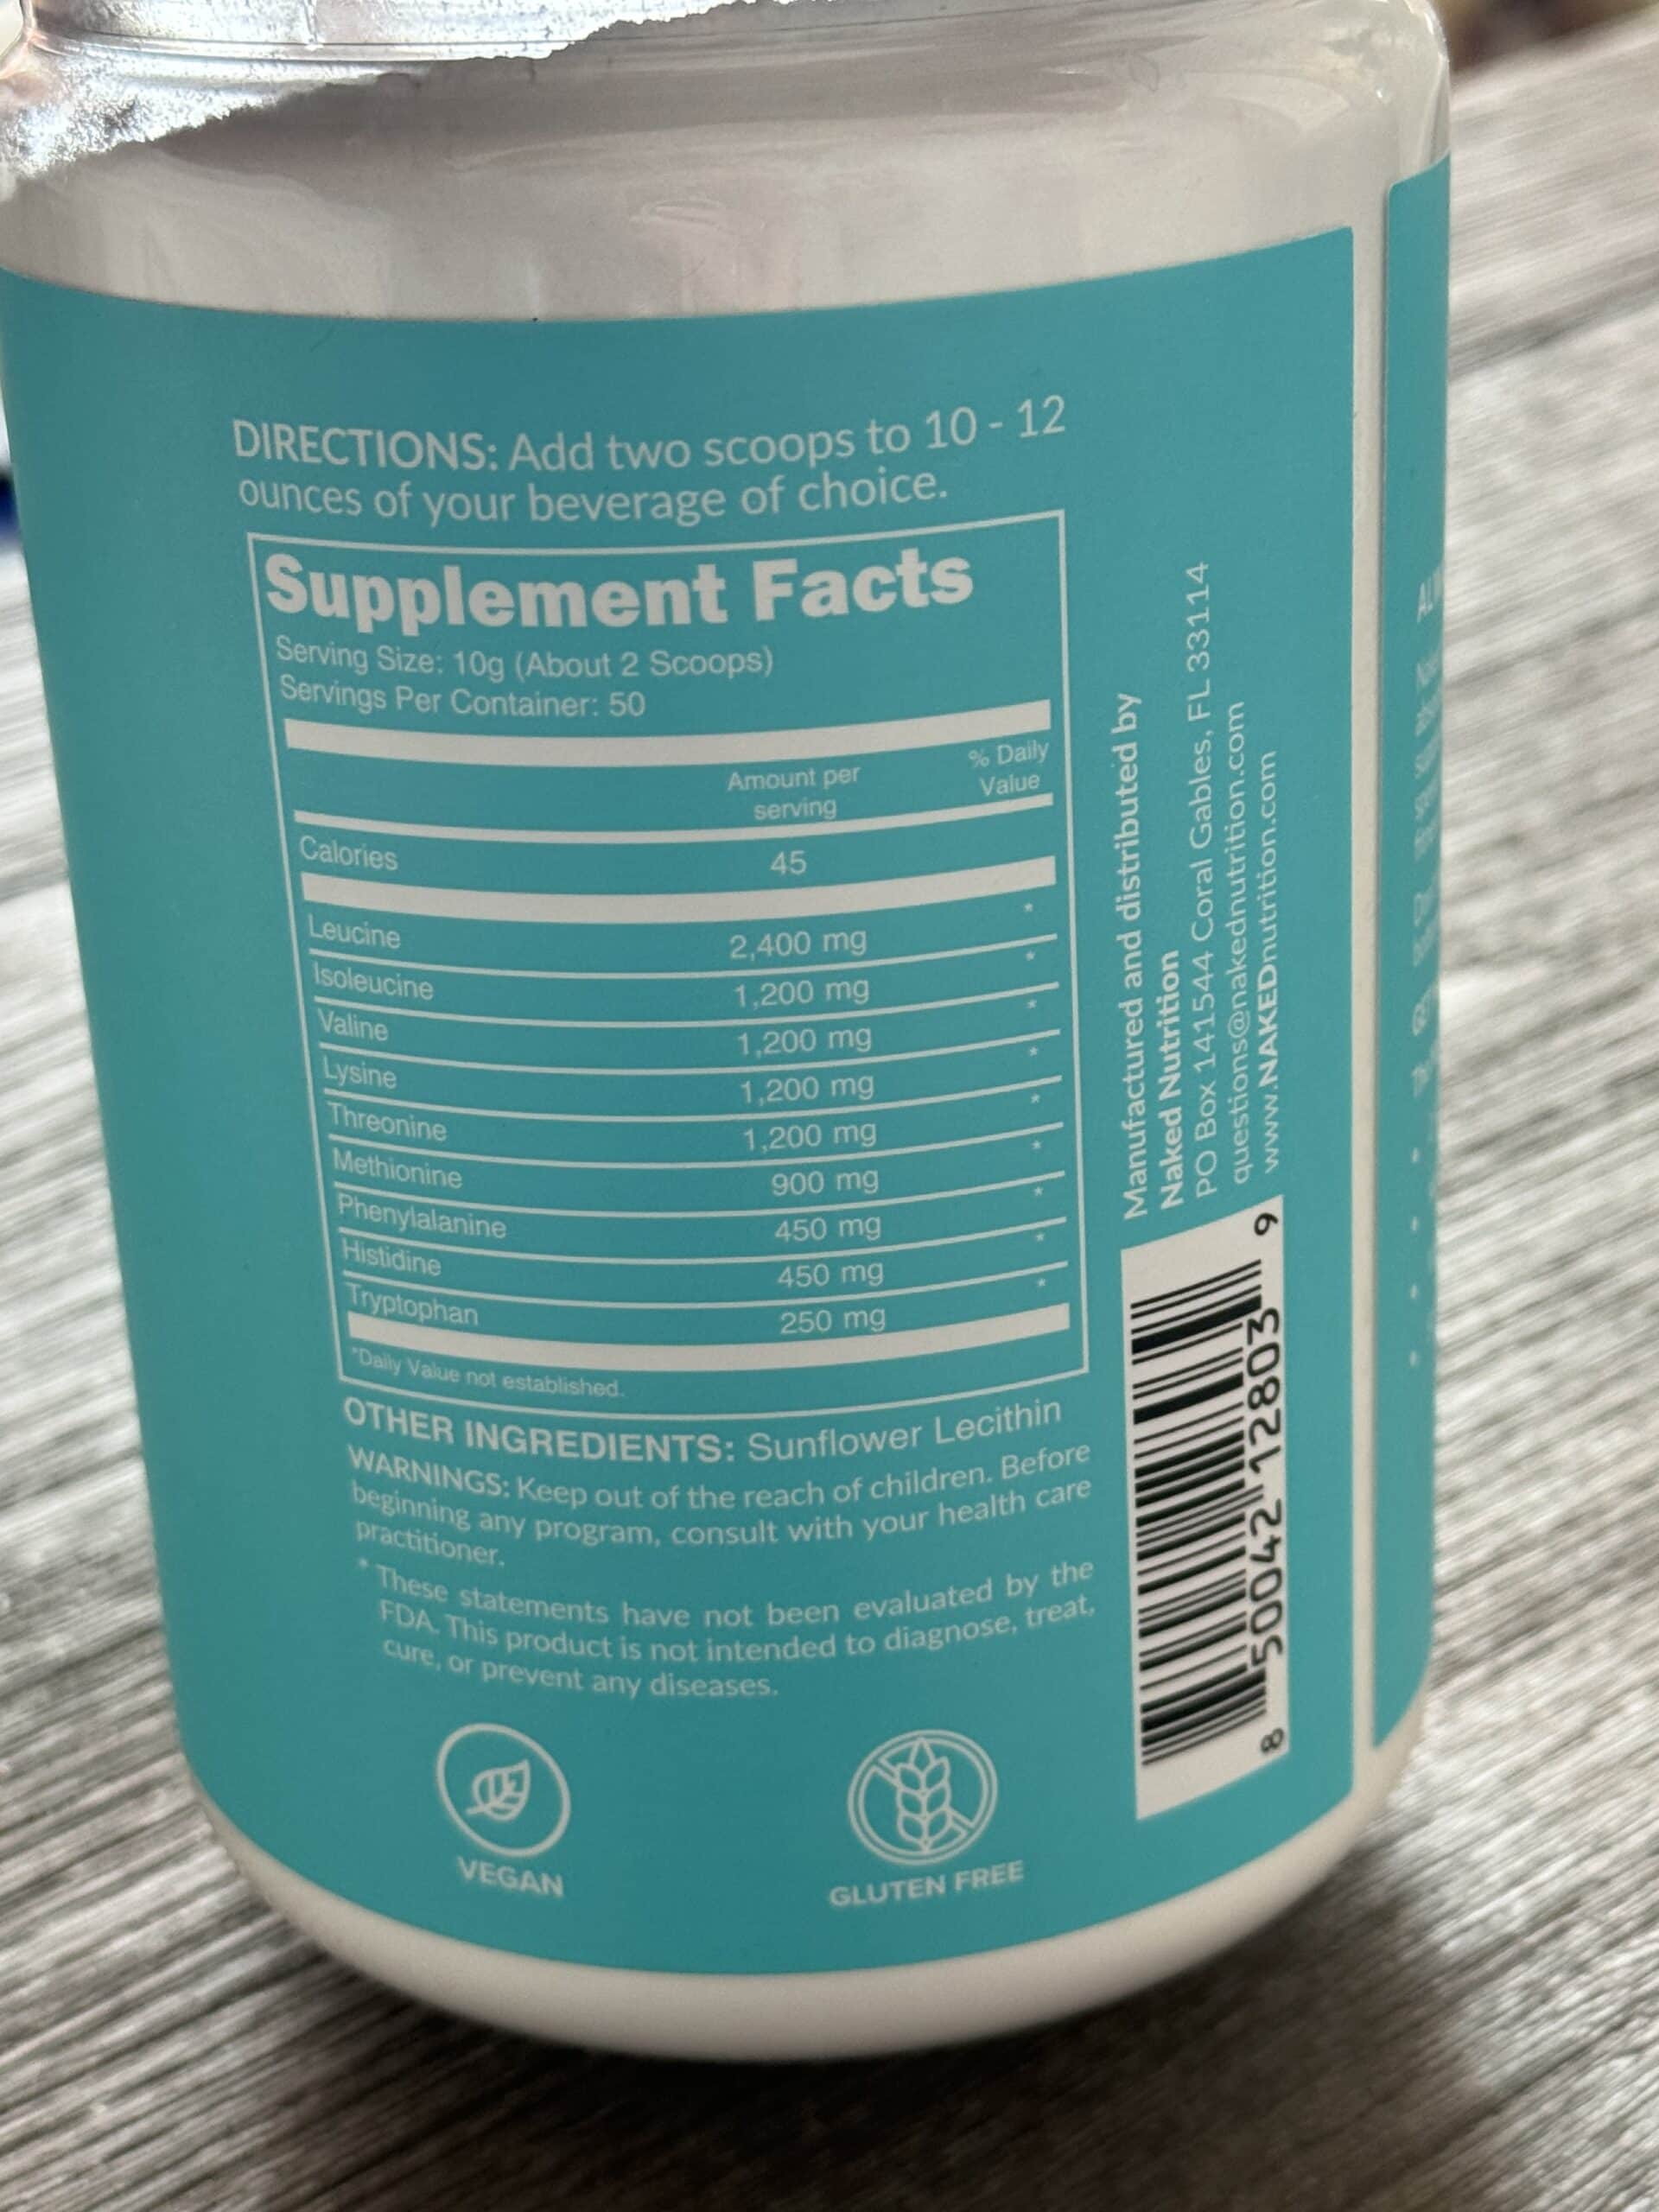 DIRECTIONS: Add two scoops to 10 - 12
ounces of your beverage of choice.
Supplement Facts
Serving Size: 10g (About 2 Scoops)
Servings Per Container: 50
Amount per
serving
% Daily
Value
Calories 45
Leucine 2,400 mg *
Isoleucine 1,200 mg *
Valine 1,200 mg *
Lysine 1,200 mg *
Threonine 1,200 mg *
Methionine 900 mg *
Phenylalanine 450 mg *
Histidine 450 mg *
Tryptophan 250 mg *
*Daily Value not established.
OTHER INGREDIENTS: Sunflower Lecithin
WARNINGS: Keep out of the reach of children. Before
beginning any program, consult with your health care
practitioner.
* These statements have not been evaluated by the
FDA. This product is not intended to diagnose, treat,
cure, or prevent any diseases.
VEGAN
GLUTEN FREE
Manufactured and distributed by
Naked Nutrition
PO Box 141544 Coral Gables, FL 33114
questions@nakednutrition.com
www.NAKEDnutrition.com
8 50042 12803 9